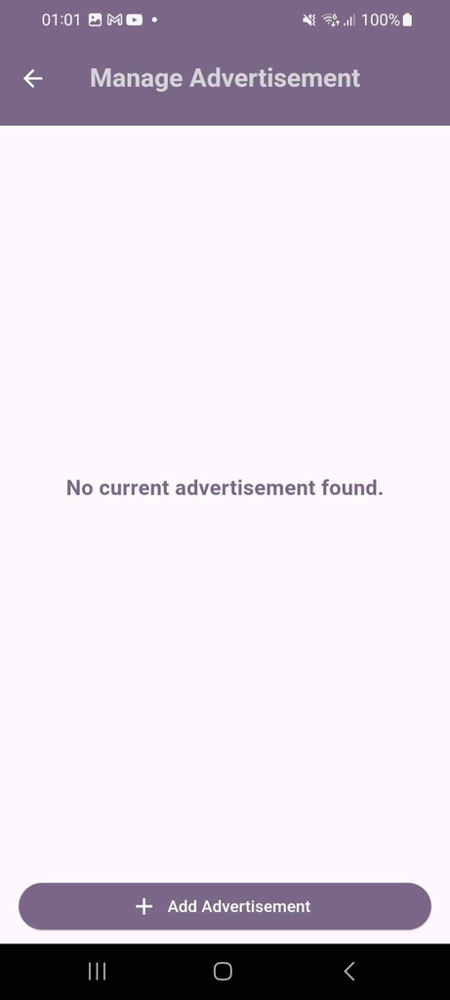 01:01 100%
Manage Advertisement
No current advertisement found.
Add Advertisement